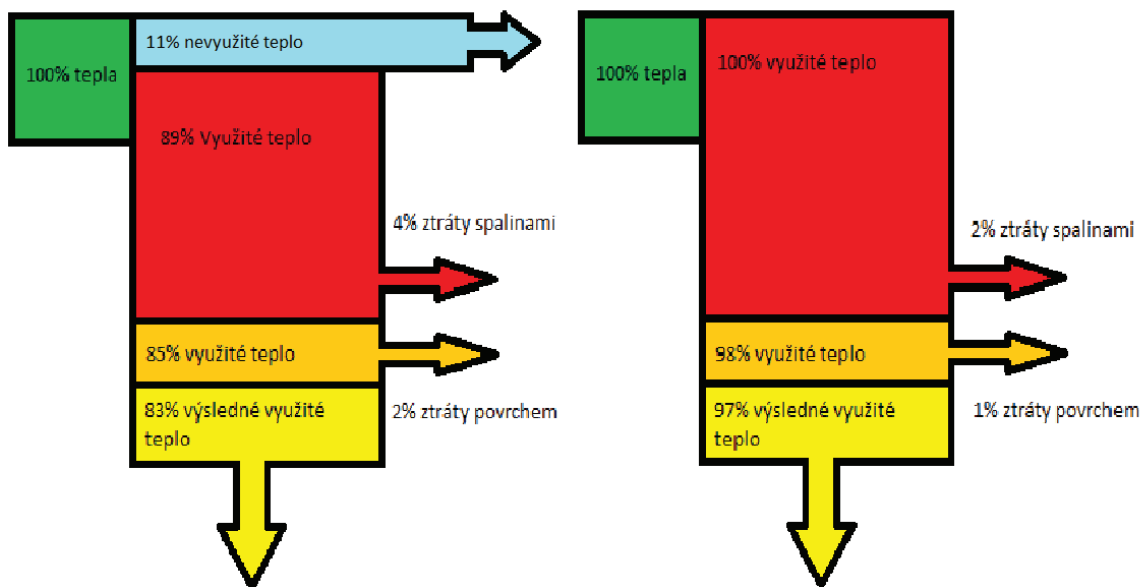 11% nevyužité teplo
100% tepla
89% Využité teplo
4% ztráty spalinami
85% využité teplo
83% výsledné využité
teplo
2% ztráty povrchem
100% tepla
100% využité teplo
2% ztráty spalinami
98% využité teplo
97% výsledné využité
teplo
1% ztráty povrchem